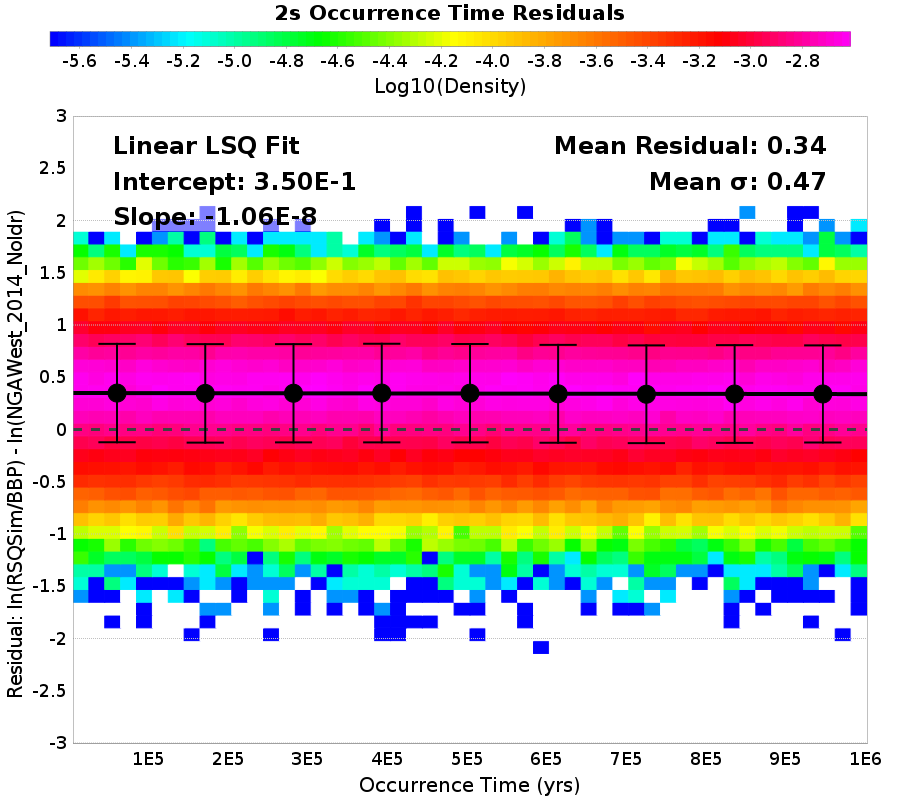 2s Occurrence Time Residuals
-5.6 -5.4 -5.2 -5.0 -4.8 -4.6 -4.4 -4.2 -4.0 -3.8 -3.6 -3.4 -3.2 -3.0 -2.8
Log10(Density)
Linear LSQ Fit
Intercept: 3.50E-1
Slope: -1.06E-8
Mean Residual: 0.34
Mean σ: 0.47
Residual: ln(RSQSim/BBP) - ln(NGAWest_2014_NoIdr)
3
2.5
2
1.5
1
0.5
0
-0.5
-1
-1.5
-2
-2.5
-3
1E5 2E5 3E5 4E5 5E5 6E5 7E5 8E5 9E5 1E6
Occurrence Time (yrs)